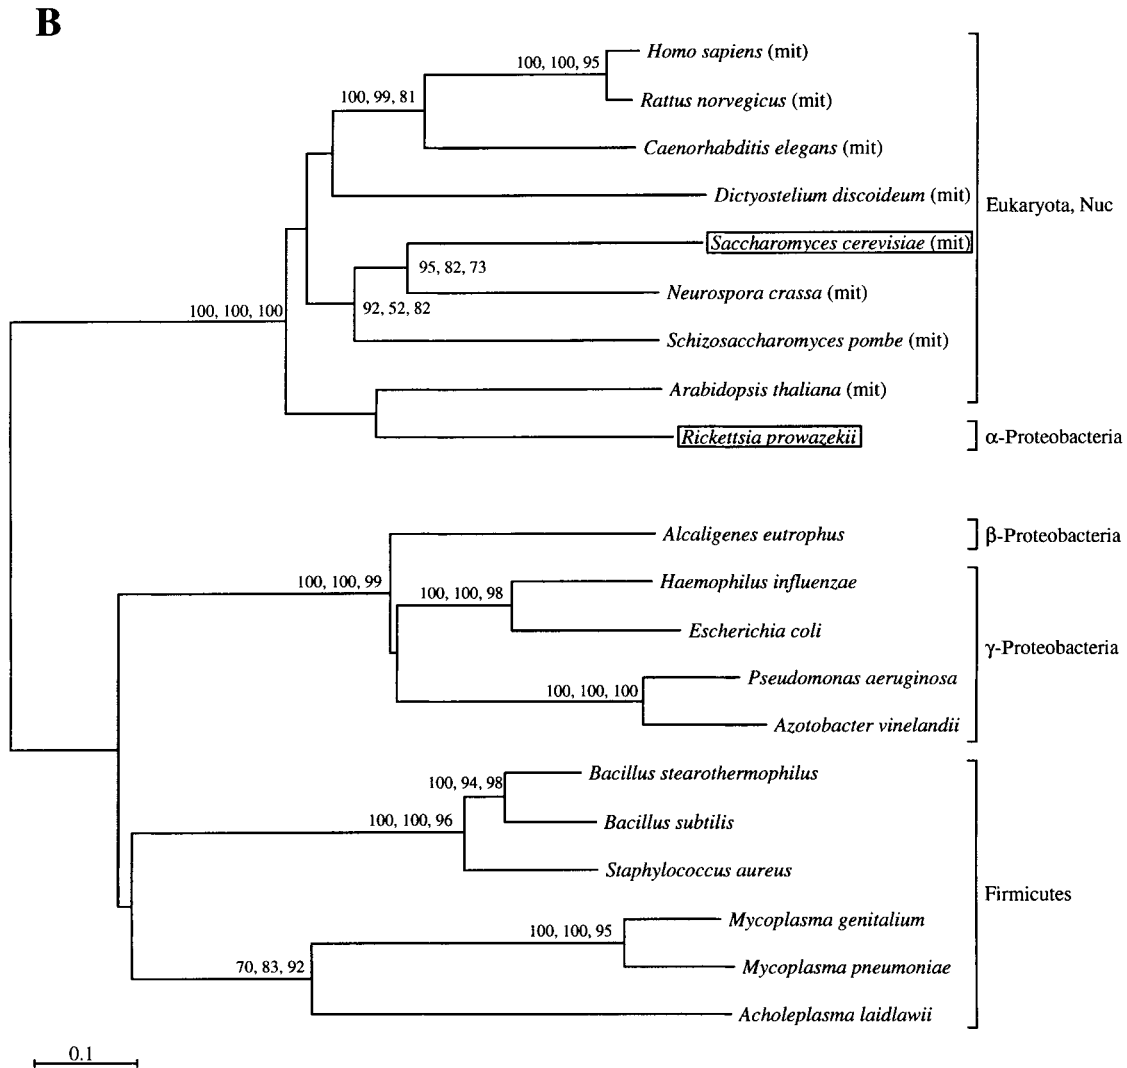 B
Homo sapiens (mit)
100, 100, 95
Rattus norvegicus (mit)
100, 99, 81
Caenorhabditis elegans (mit)
Dictyostelium discoideum (mit)
Eukaryota, Nuc
Saccharomyces cerevisiae (mit)
95, 82, 73
Neurospora crassa (mit)
92, 52, 82
100, 100, 100
Schizosaccharomyces pombe (mit)
Arabidopsis thaliana (mit)
Rickettsia prowazekii
α-Proteobacteria
Alcaligenes eutrophus
β-Proteobacteria
100, 100, 99
Haemophilus influenzae
100, 100, 98
Escherichia coli
γ-Proteobacteria
Pseudomonas aeruginosa
100, 100, 100
Azotobacter vinelandii
Bacillus stearothermophilus
100, 94, 98
100, 100, 96
Bacillus subtilis
Staphylococcus aureus
Firmicutes
Mycoplasma genitalium
100, 100, 95
Mycoplasma pneumoniae
70, 83, 92
Acholeplasma laidlawii
0.1